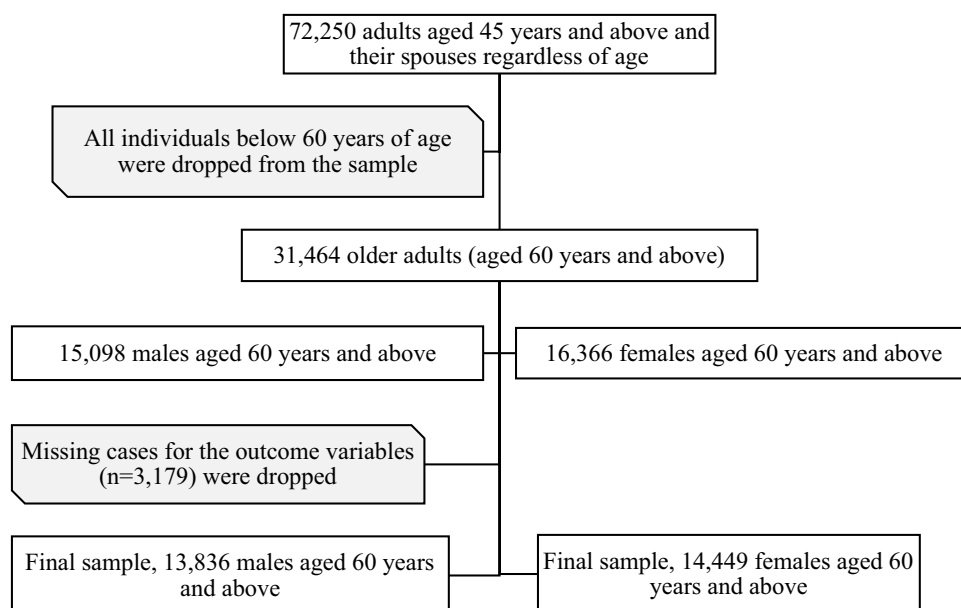 72,250 adults aged 45 years and above and
their spouses regardless of age
All individuals below 60 years of age
were dropped from the sample
31,464 older adults (aged 60 years and above)
15,098 males aged 60 years and above
16,366 females aged 60 years and above
Missing cases for the outcome variables
(n=3,179) were dropped
Final sample, 13,836 males aged 60 years
and above
Final sample, 14,449 females aged 60
years and above